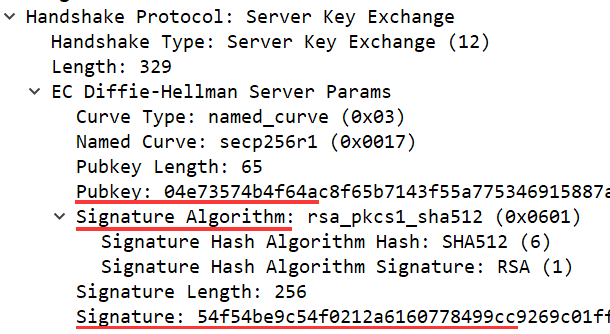 Handshake Protocol: Server Key Exchange
Handshake Type: Server Key Exchange (12)
Length: 329
EC Diffie-Hellman Server Params
Curve Type: named_curve (0x03)
Named Curve: secp256r1 (0x0017)
Pubkey Length: 65
Pubkey: 04e73574b4f64ac8f65b7143f55a775346915887a
Signature Algorithm: rsa_pkcs1_sha512 (0x0601)
Signature Hash Algorithm Hash: SHA512 (6)
Signature Hash Algorithm Signature: RSA (1)
Signature Length: 256
Signature: 54f54be9c54f0212a6160778499cc9269c01ff